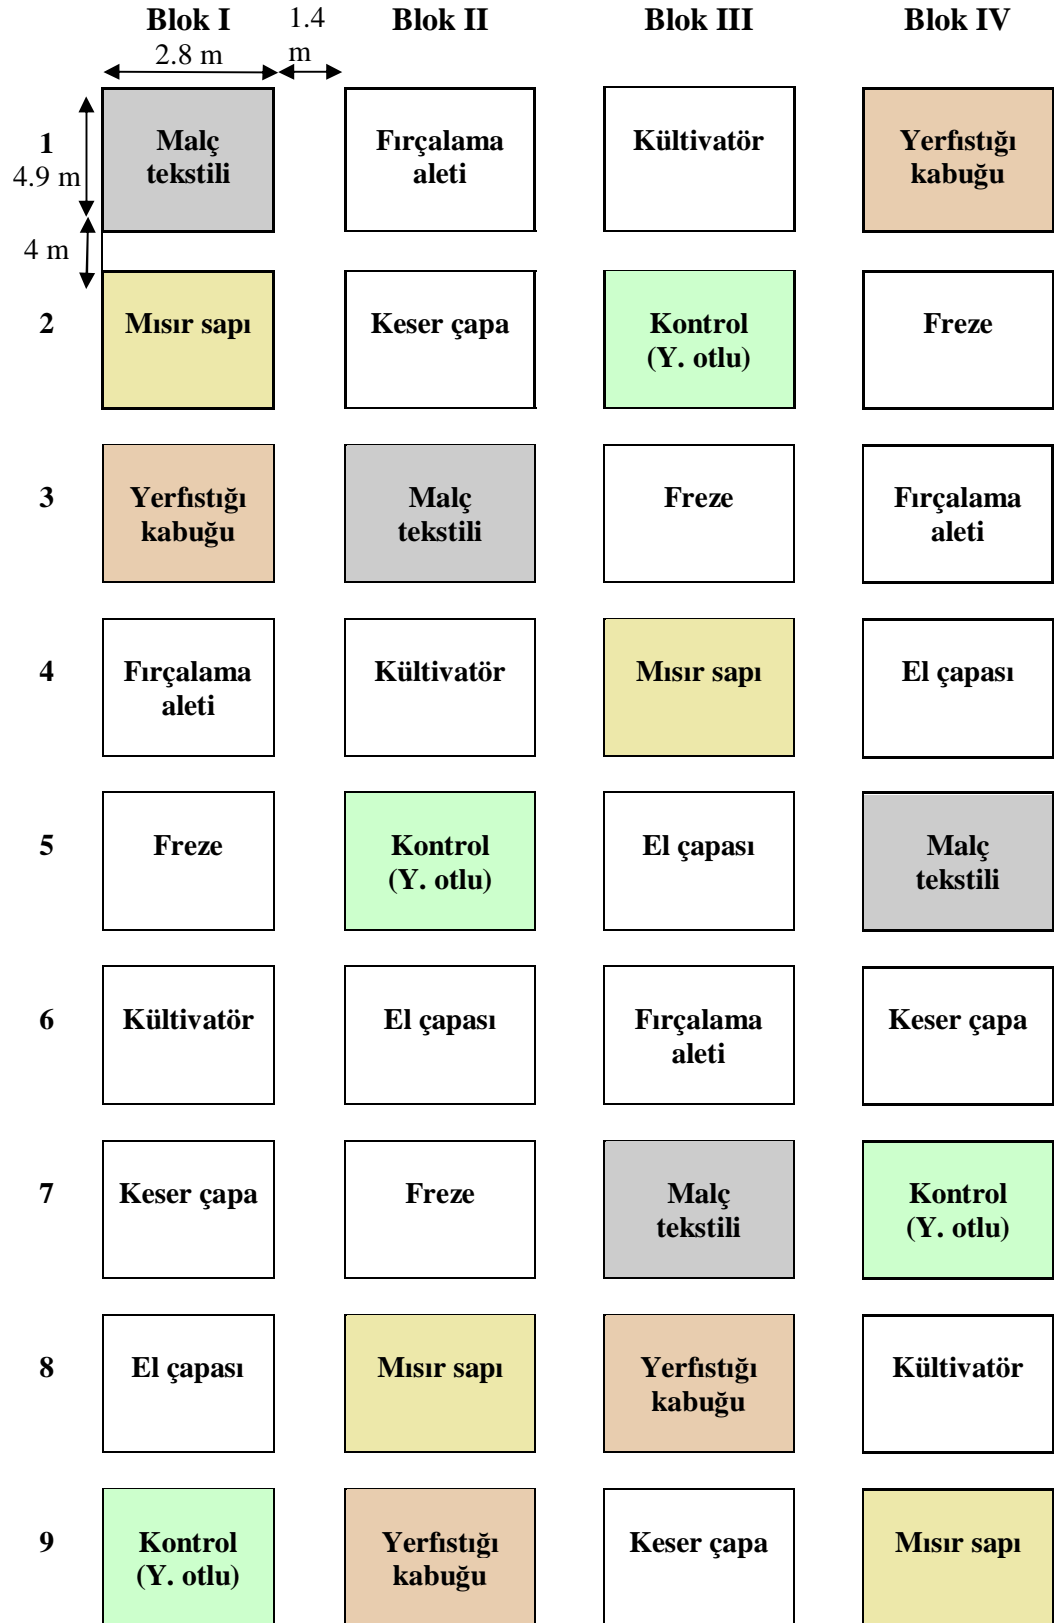 Blok I 1.4 Blok II Blok III Blok IV
2.8 m m
1 Malç Fırçalama Kültivatör Yerfıstığı
4.9 m tekstili aleti kabuğu
4 m
2 Mısır sapı Keser çapa Kontrol Freze
(Y. otlu)
3 Yerfıstığı Malç Freze Fırçalama
kabuğu tekstili aleti
4 Fırçalama Kültivatör Mısır sapı El çapası
aleti
5 Freze Kontrol El çapası Malç
(Y. otlu) tekstili
6 Kültivatör El çapası Fırçalama Keser çapa
aleti
7 Keser çapa Freze Malç Kontrol
tekstili (Y. otlu)
8 El çapası Mısır sapı Yerfıstığı Kültivatör
kabuğu
9 Kontrol Yerfıstığı Keser çapa Mısır sapı
(Y. otlu) kabuğu